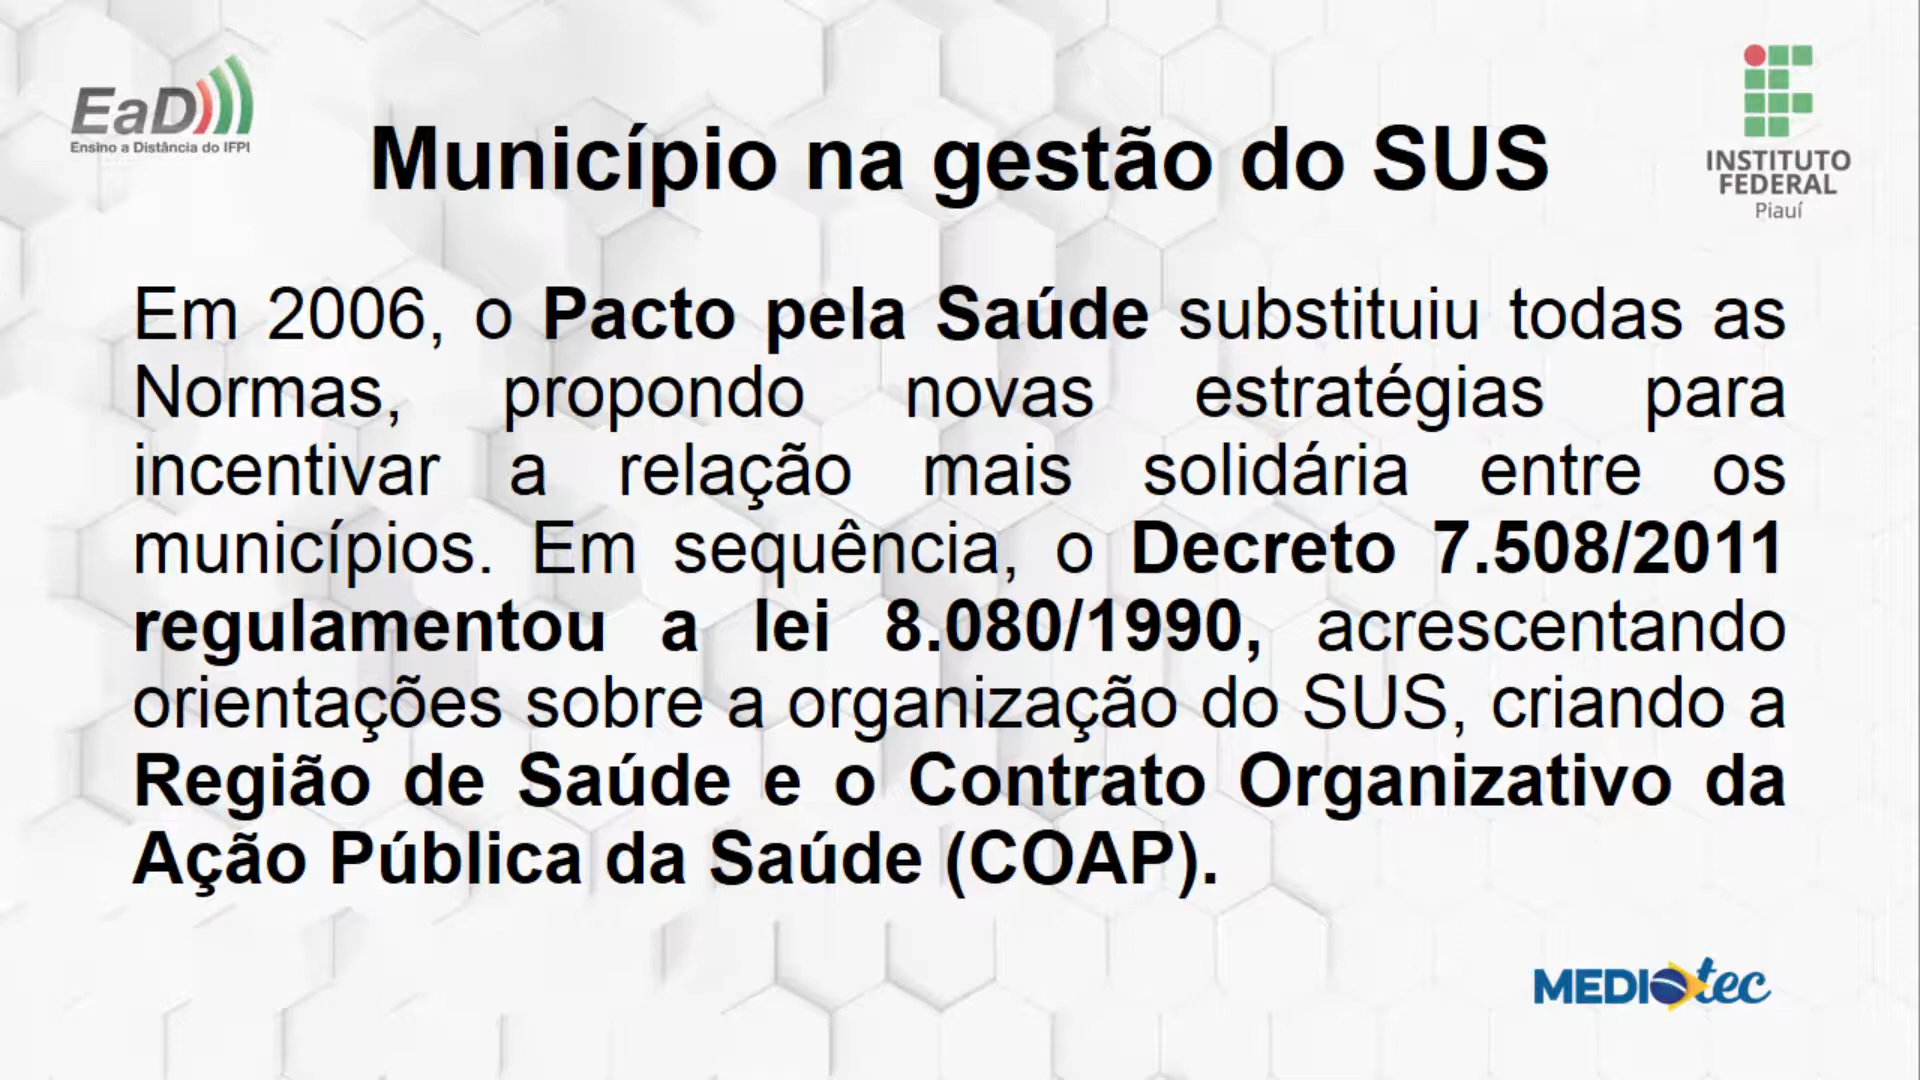 EaD
Ensino a Distância do IFPI
INSTITUTO
FEDERAL
Piauí
Município na gestão do SUS
Em 2006, o Pacto pela Saúde substituiu todas as
Normas, propondo novas estratégias para
incentivar a relação mais solidária entre os
municípios. Em sequência, o Decreto 7.508/2011
regulamentou a lei 8.080/1990, acrescentando
orientações sobre a organização do SUS, criando a
Região de Saúde e o Contrato Organizativo da
Ação Pública da Saúde (COAP).
MEDIOtec